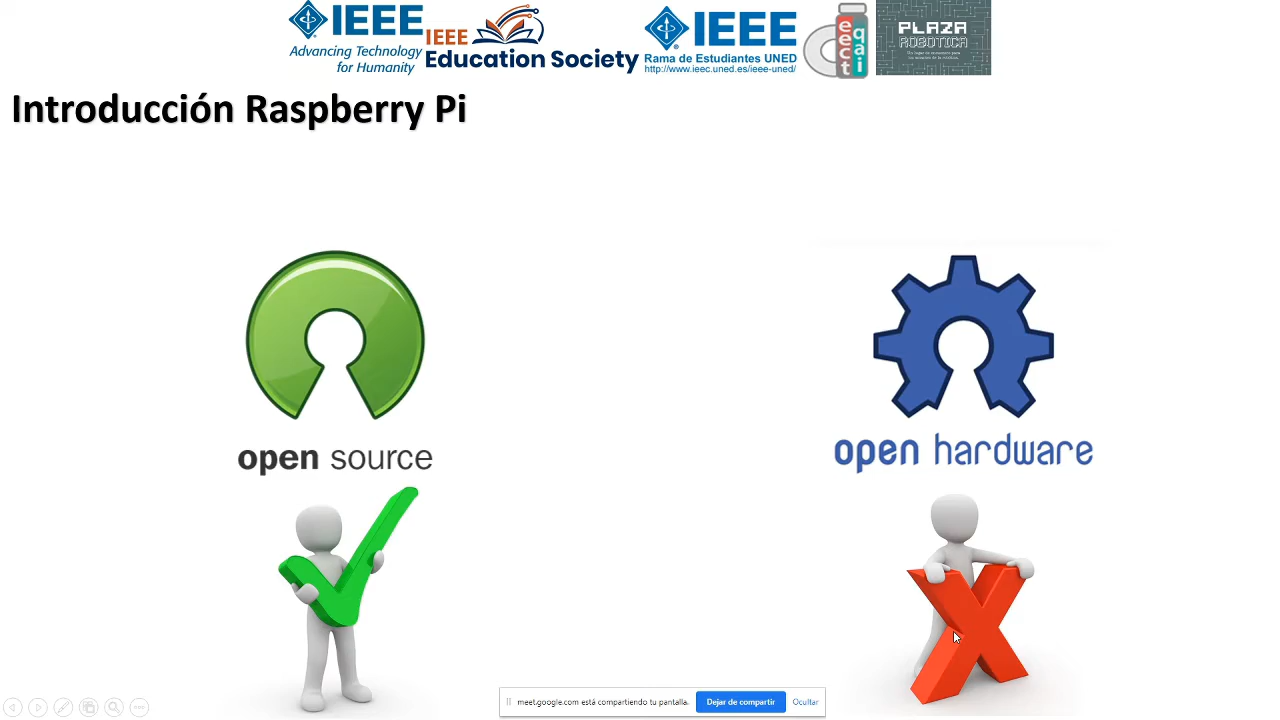 IEEE
Advancing Technology
for Humanity
IEEE
Education Society
IEEE
Rama de Estudiantes UNED
http://www.ieec.uned.es/ieee-uned/
PLAZA
ROBOTICA
Introducción Raspberry Pi
open source
open hardware
meet.google.com está compartiendo tu pantalla.
Dejar de compartir
Ocultar